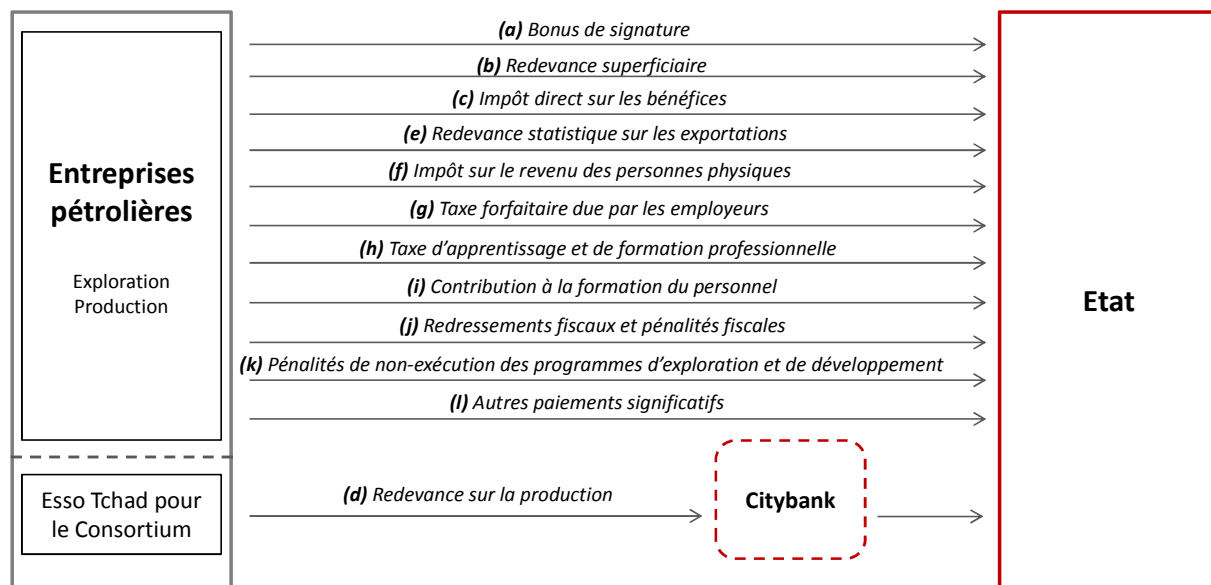 (a) Bonus de signature
(b) Redevance superficiaire
(c) Impôt direct sur les bénéfices
(e) Redevance statistique sur les exportations
(f) Impôt sur le revenu des personnes physiques
(g) Taxe forfaitaire due par les employeurs
(h) Taxe d’apprentissage et de formation professionnelle
(i) Contribution à la formation du personnel
(j) Redressements fiscaux et pénalités fiscales
(k) Pénalités de non-exécution des programmes d’exploration et de développement
(l) Autres paiements significatifs
Entreprises
pétrolières
Exploration
Production
Etat
Esso Tchad pour
le Consortium
(d) Redevance sur la production
Citybank